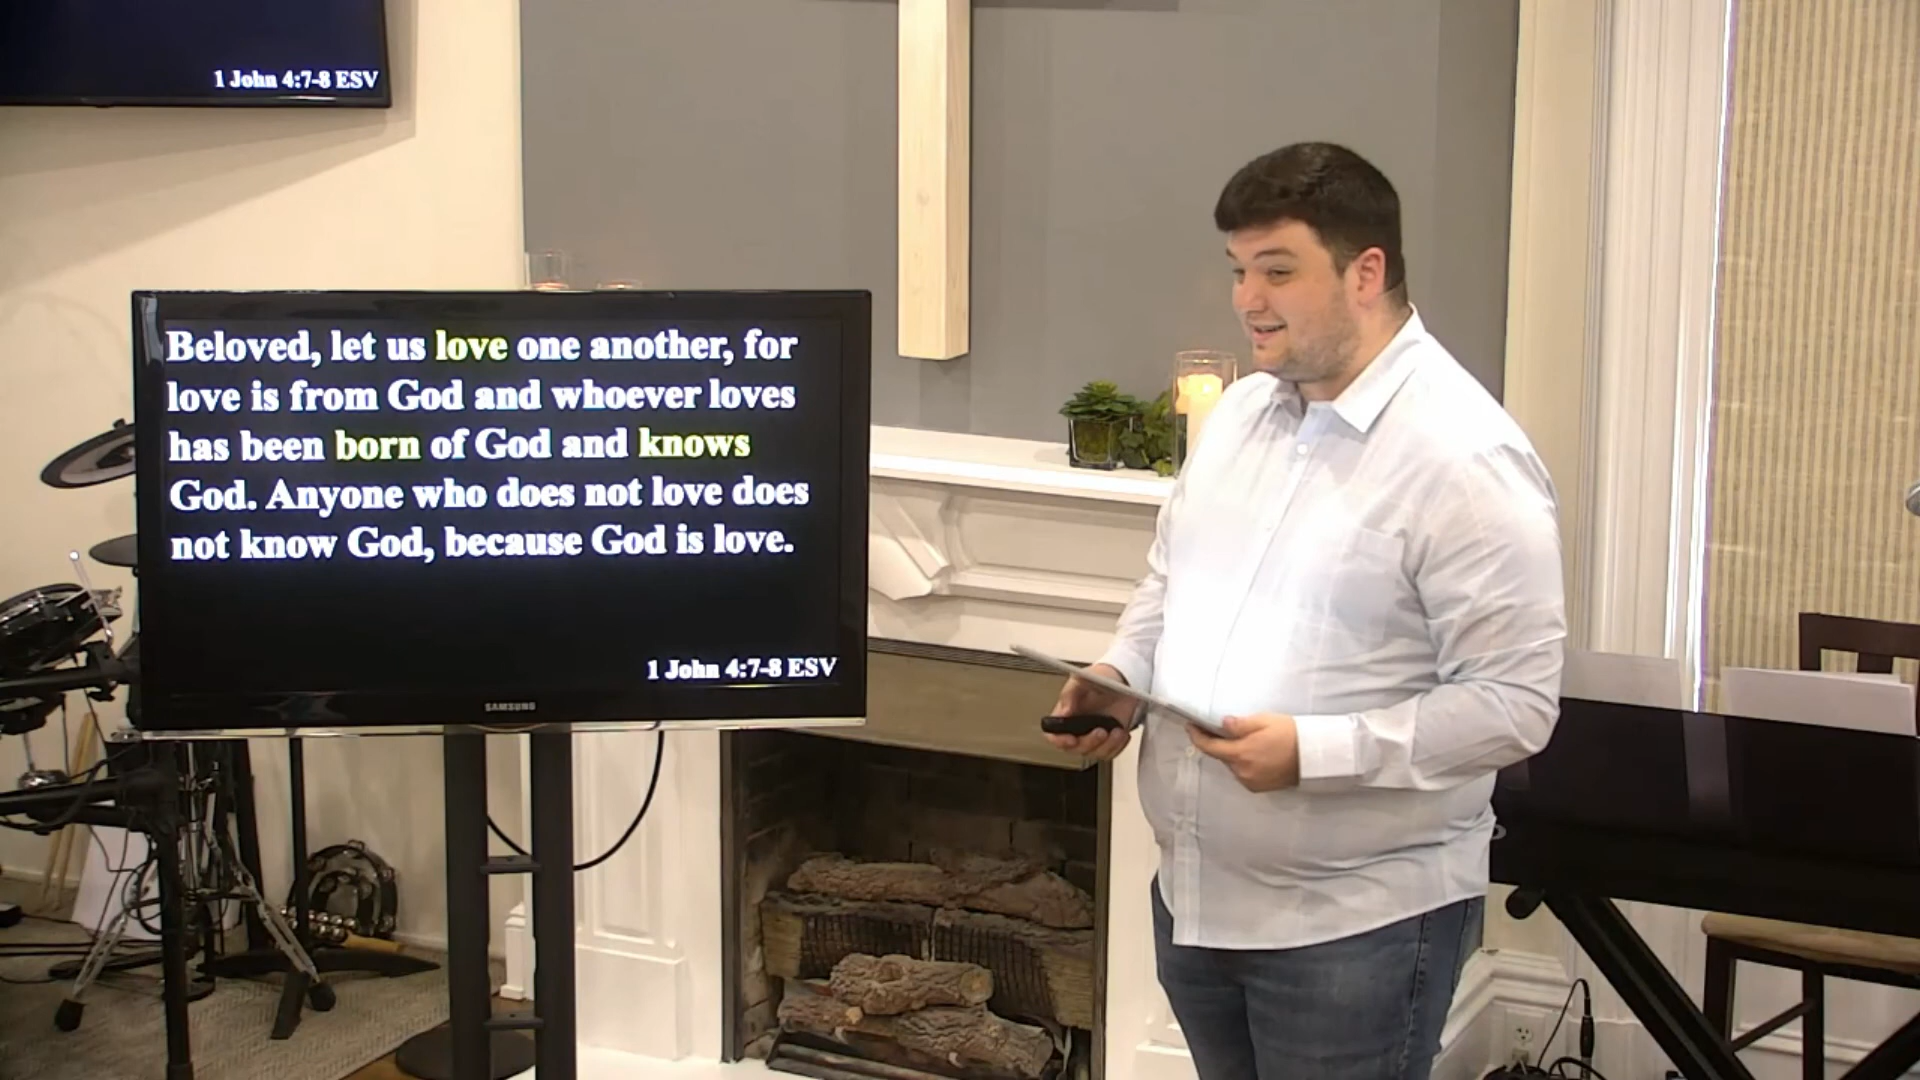 1 John 4:7-8 ESV
Beloved, let us love one another, for
love is from God and whoever loves
has been born of God and knows
God. Anyone who does not love does
not know God, because God is love.
1 John 4:7-8 ESV
SAMSUNG